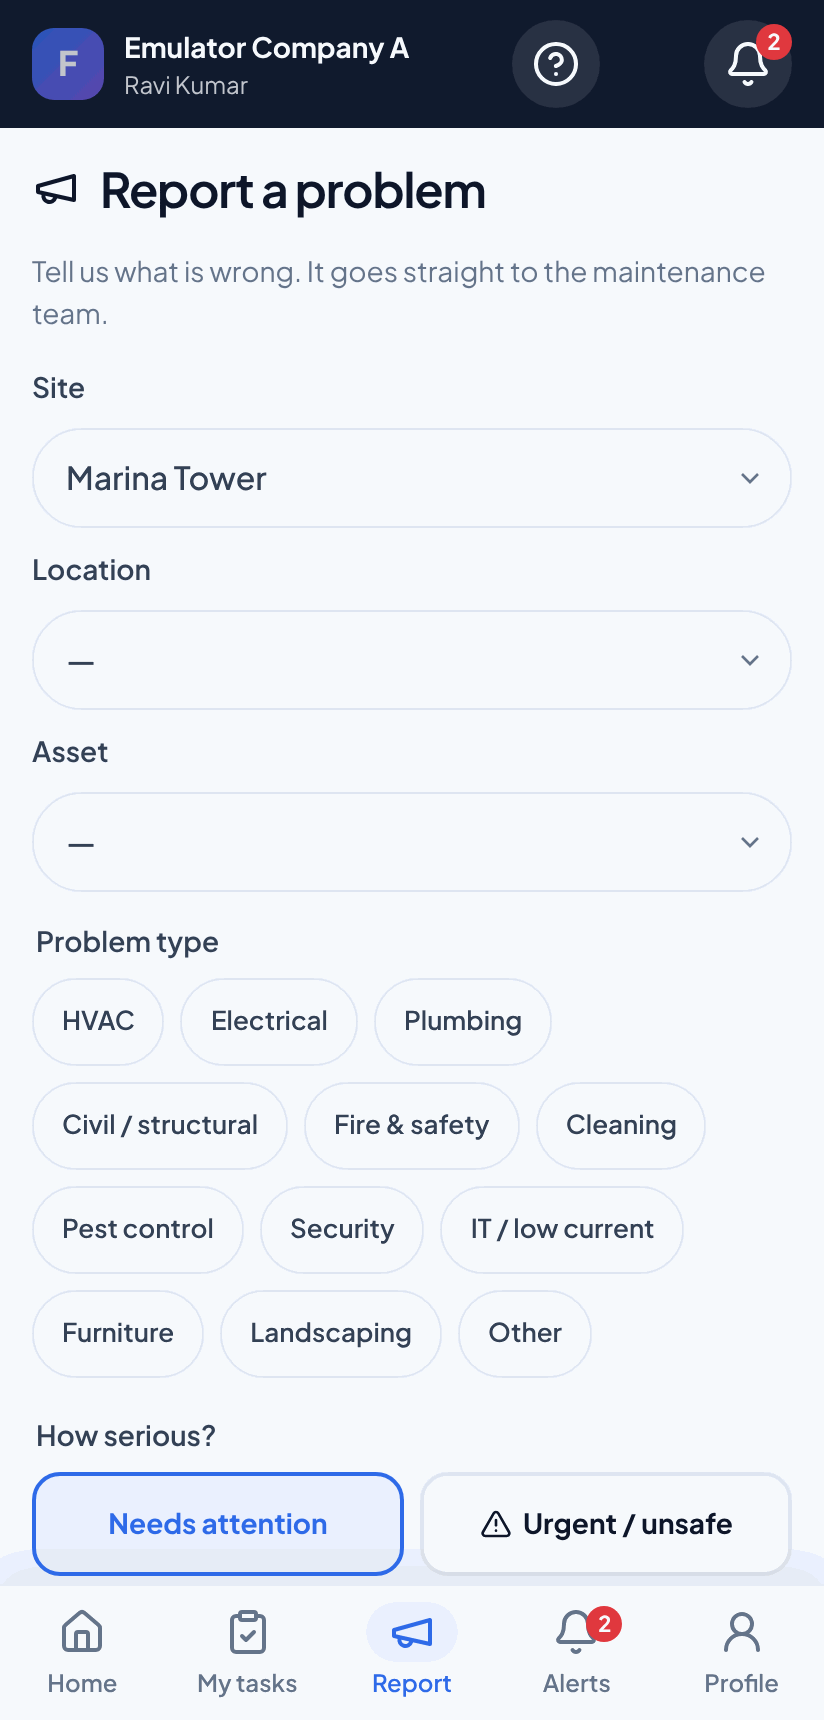 F
Emulator Company A
Ravi Kumar
2
Report a problem
Tell us what is wrong. It goes straight to the maintenance
team.
Site
Marina Tower
Location
—
Asset
—
Problem type
HVAC
Electrical
Plumbing
Civil / structural
Fire & safety
Cleaning
Pest control
Security
IT / low current
Furniture
Landscaping
Other
How serious?
Needs attention
Urgent / unsafe
2
Home
My tasks
Report
Alerts
Profile